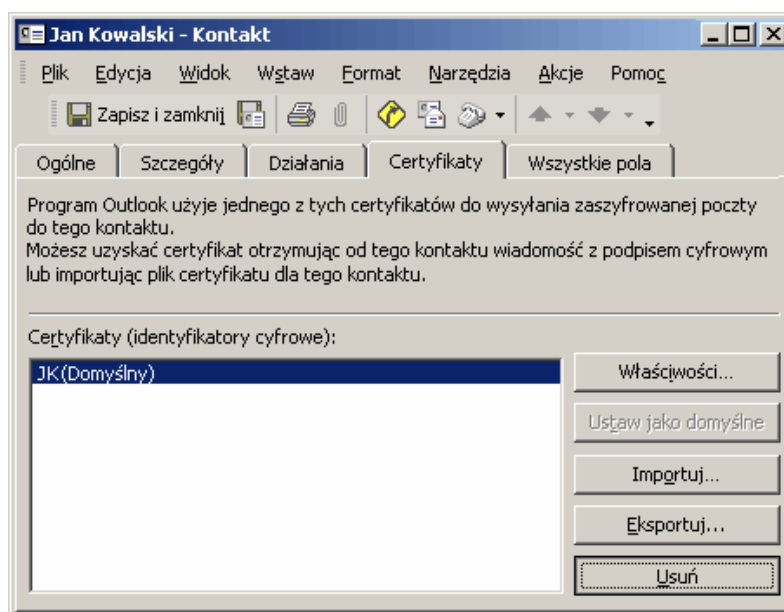 Jan Kowalski - Kontakt
Plik Edycja Widok Wstaw Format Narzędzia Akcje Pomoc
Zapisz i zamknij
Ogólne Szczegóły Działania Certyfikaty Wszystkie pola
Program Outlook użyje jednego z tych certyfikatów do wysyłania zaszyfrowanej poczty
do tego kontaktu.
Możesz uzyskać certyfikat otrzymując od tego kontaktu wiadomość z podpisem cyfrowym
lub importując plik certyfikatu dla tego kontaktu.
Certyfikaty (identyfikatory cyfrowe):
JK(Domyślny)
Właściwości...
Ustaw jako domyślne
Importuj...
Eksportuj...
Usuń